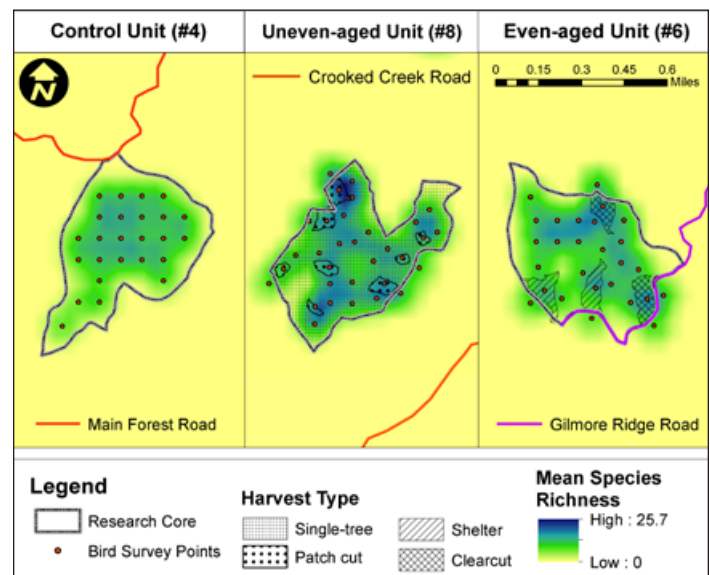 Control Unit (#4)
Uneven-aged Unit (#8)
Even-aged Unit (#6)
N
Crooked Creek Road
0 0.15 0.3 0.45 0.6
Miles
Main Forest Road
Gilmore Ridge Road
Legend
Research Core
Bird Survey Points
Harvest Type
Single-tree
Patch cut
Shelter
Clearcut
Mean Species
Richness
High : 25.7
Low : 0